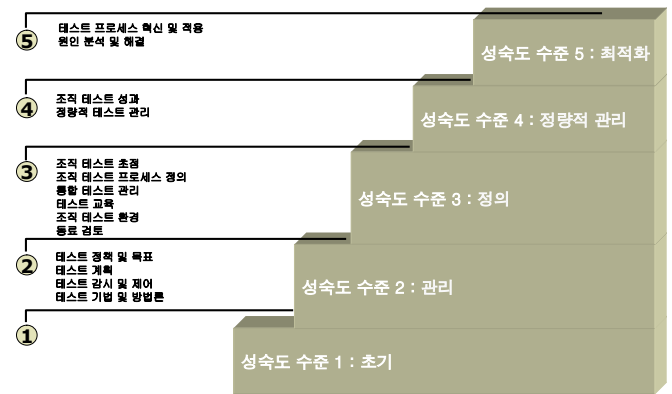 5
테스트 프로세스 혁신 및 적용
원인 분석 및 해결
성숙도 수준 5 : 최적화
4
조직 테스트 성과
정량적 테스트 관리
성숙도 수준 4 : 정량적 관리
3
조직 테스트 초점
조직 테스트 프로세스 정의
통합 테스트 관리
테스트 교육
조직 테스트 환경
동료 검토
성숙도 수준 3 : 정의
2
테스트 정책 및 목표
테스트 계획
테스트 감시 및 제어
테스트 기법 및 방법론
성숙도 수준 2 : 관리
1
성숙도 수준 1 : 초기